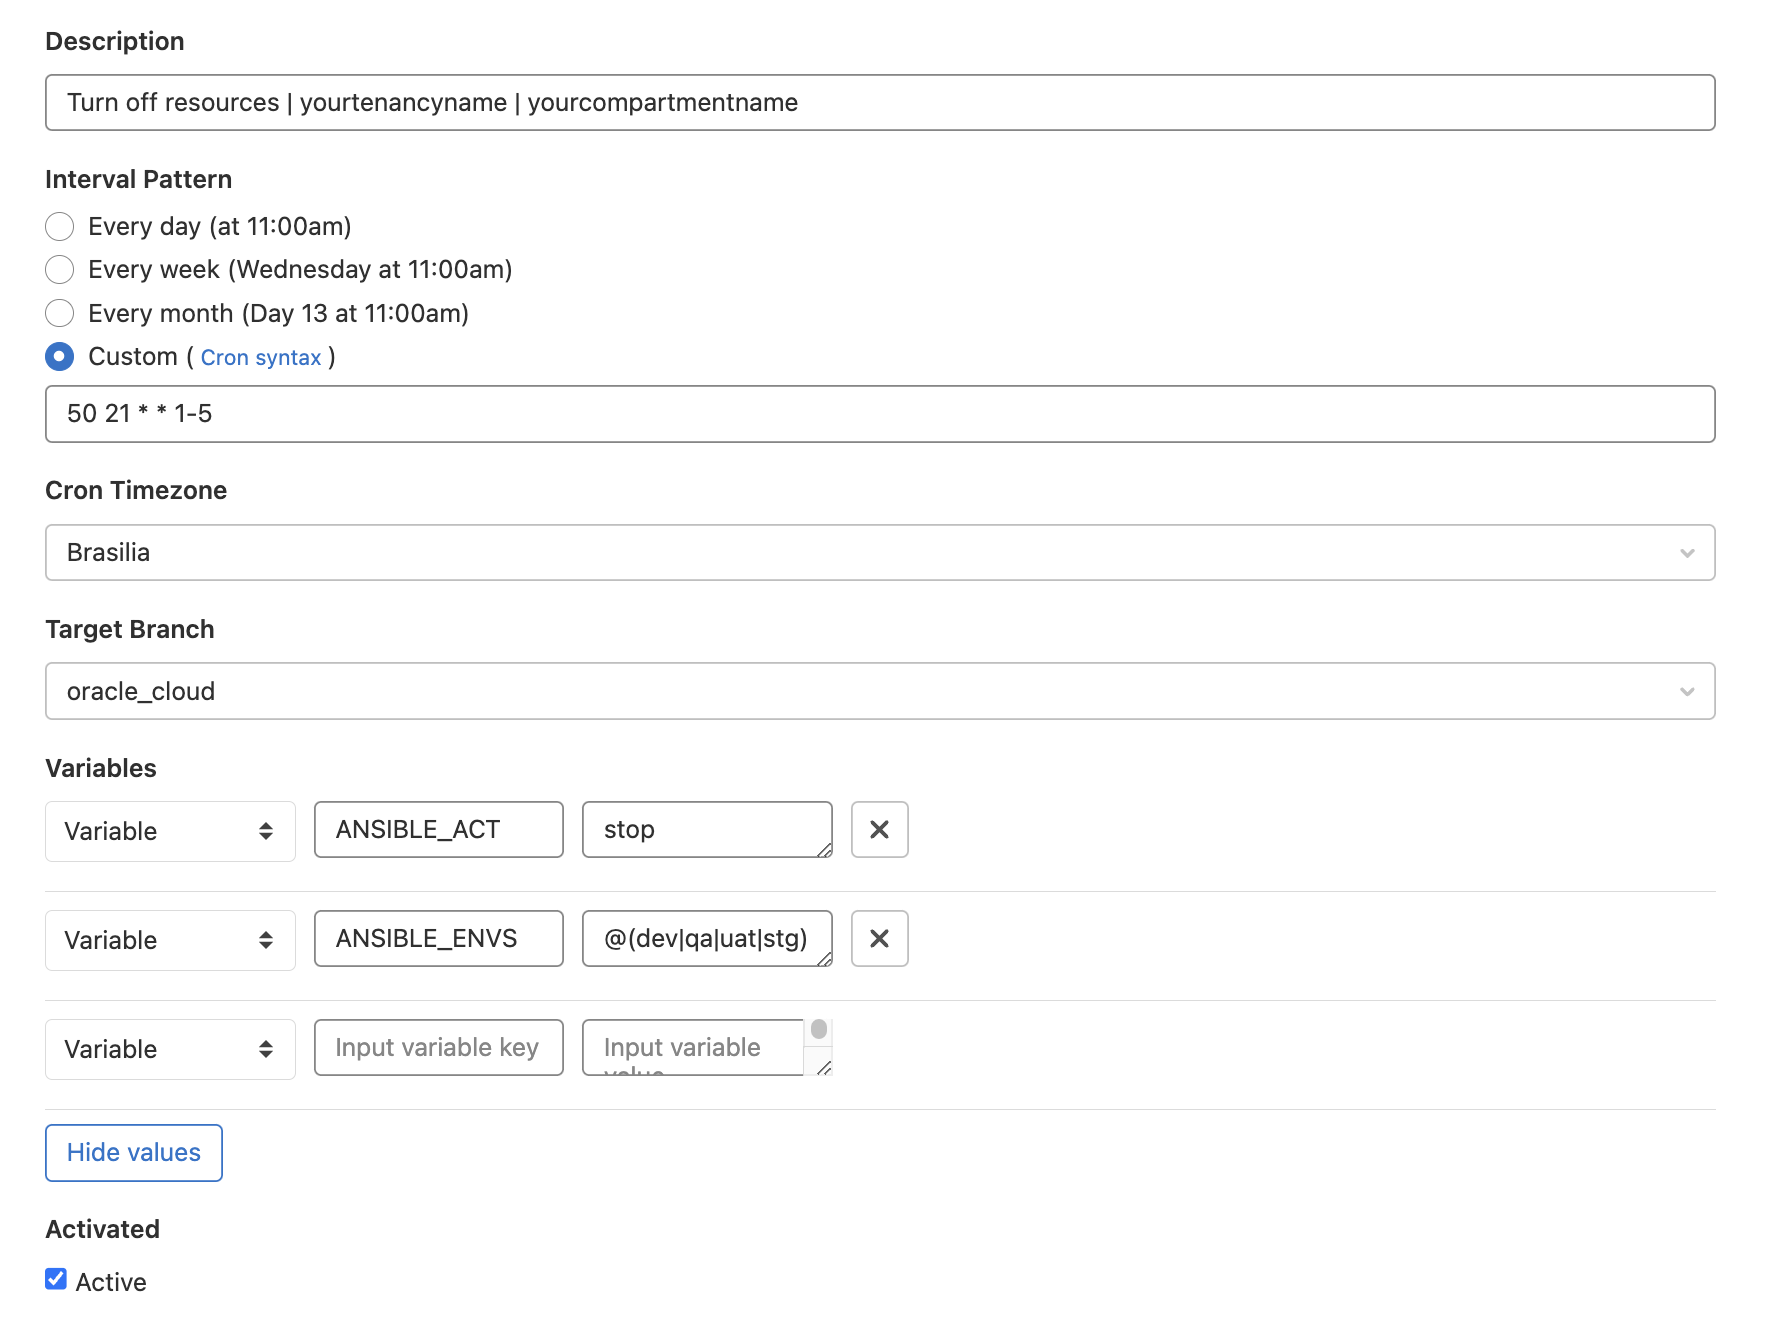 Description
Turn off resources | yourtenancyname | yourcompartmentname
Interval Pattern
Every day (at 11:00am)
Every week (Wednesday at 11:00am)
Every month (Day 13 at 11:00am)
Custom ( Cron syntax )
50 21 * * 1-5
Cron Timezone
Brasilia
Target Branch
oracle_cloud
Variables
Variable ANSIBLE_ACT stop
Variable ANSIBLE_ENVS @(dev|qa|uat|stg)
Variable Input variable key Input variable
value
Hide values
Activated
Active